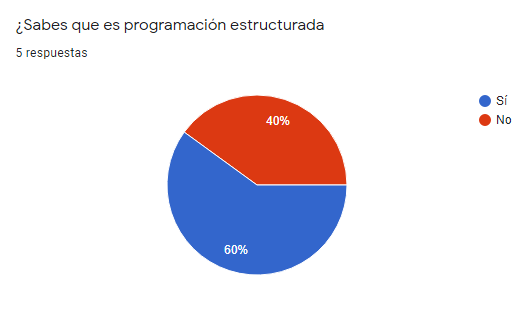 ¿Sabes que es programación estructurada
5 respuestas
Sí
No
40%
60%